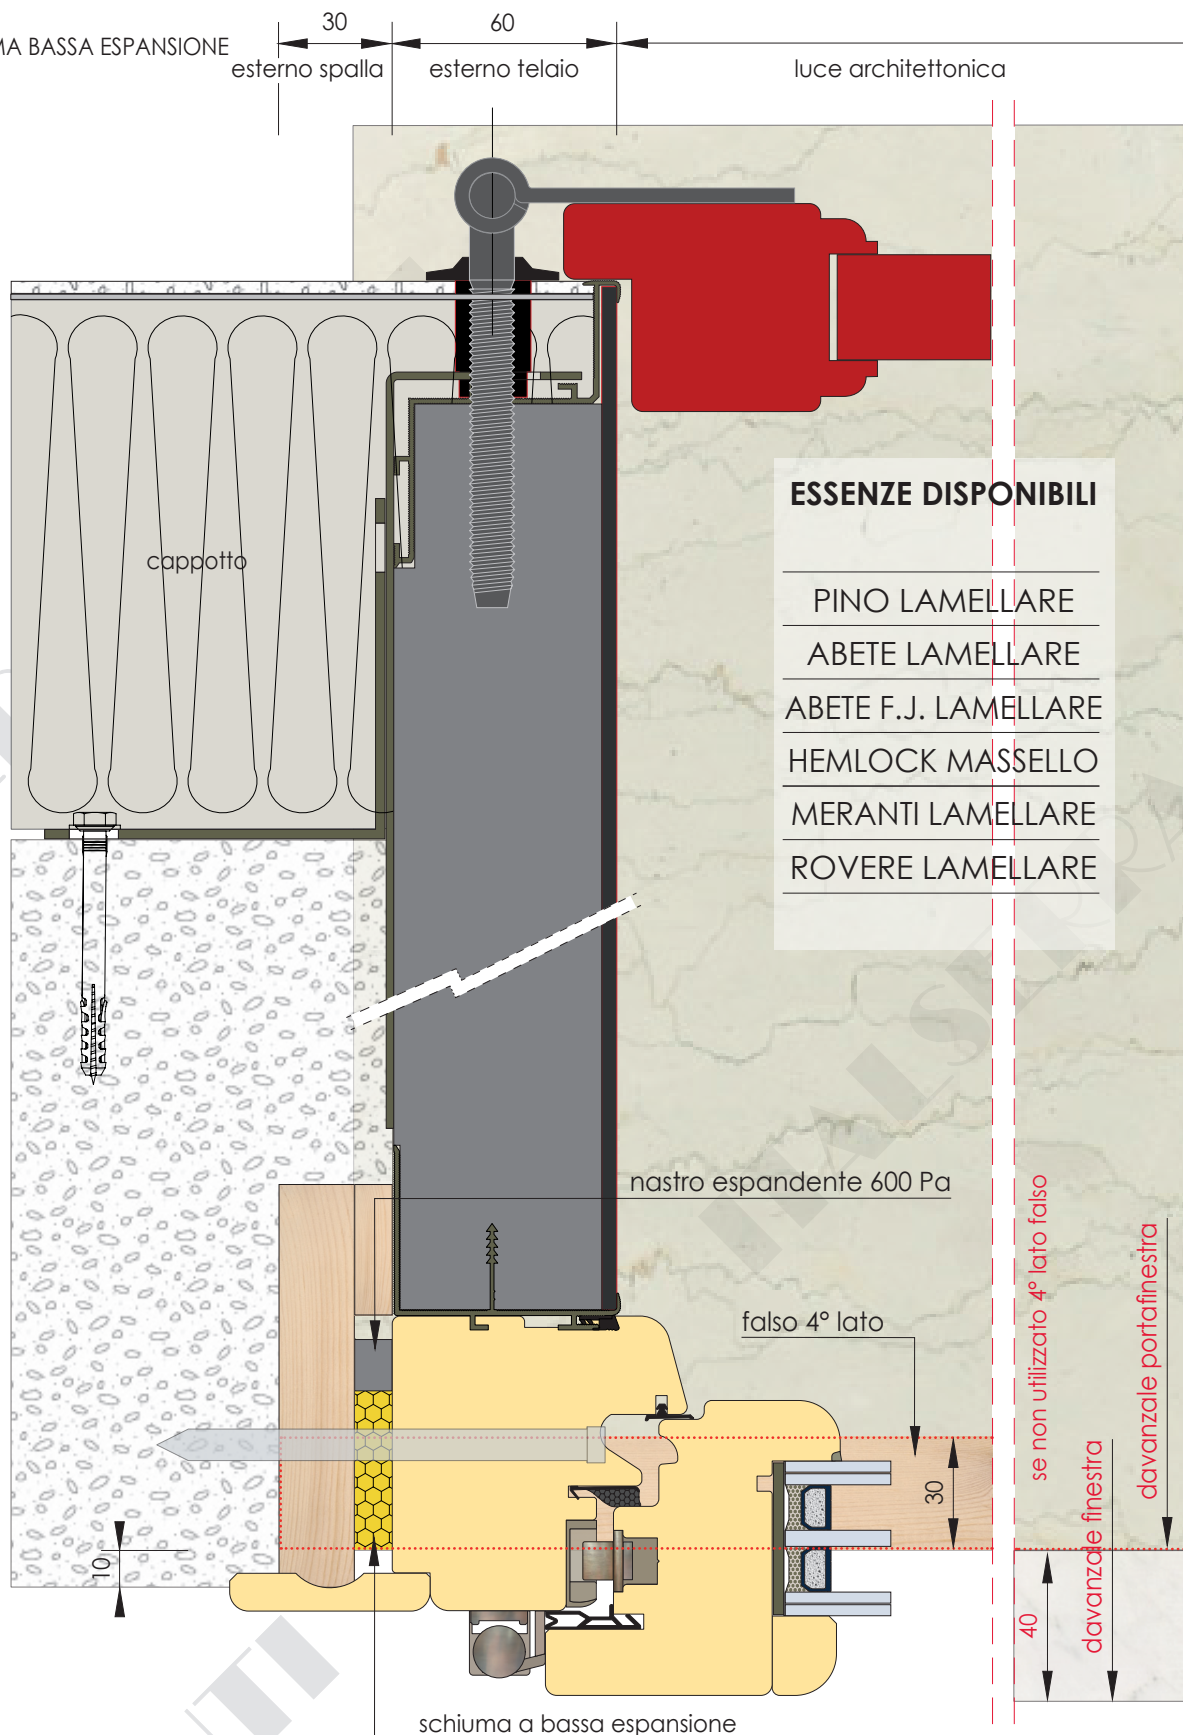 30
60
MA BASSA ESPANSIONE
esterno spalla
esterno telaio
luce architettonica
ESSENZE DISPONIBILI
PINO LAMELLARE
ABETE LAMELLARE
ABETE F.J. LAMELLARE
HEMLOCK MASSELLO
MERANTI LAMELLARE
ROVERE LAMELLARE
cappotto
nastro espandente 600 Pa
falso 4° lato
se non utilizzato 4° lato falso
davanzale portafinestra
davanzale finestra
30
10
40
schiuma a bassa espansione